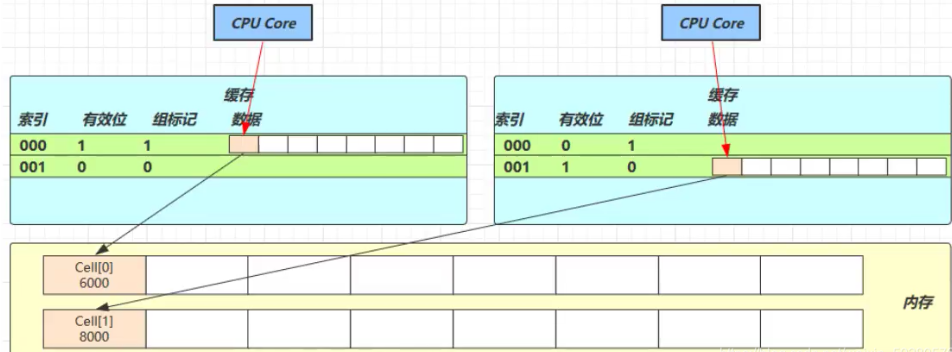 CPU Core
CPU Core
缓存
索引 有效位 组标记 数据
000 1 1
001 0 0
缓存
索引 有效位 组标记 数据
000 0 1
001 1 0
Cell[0]
6000
内存
Cell[1]
8000